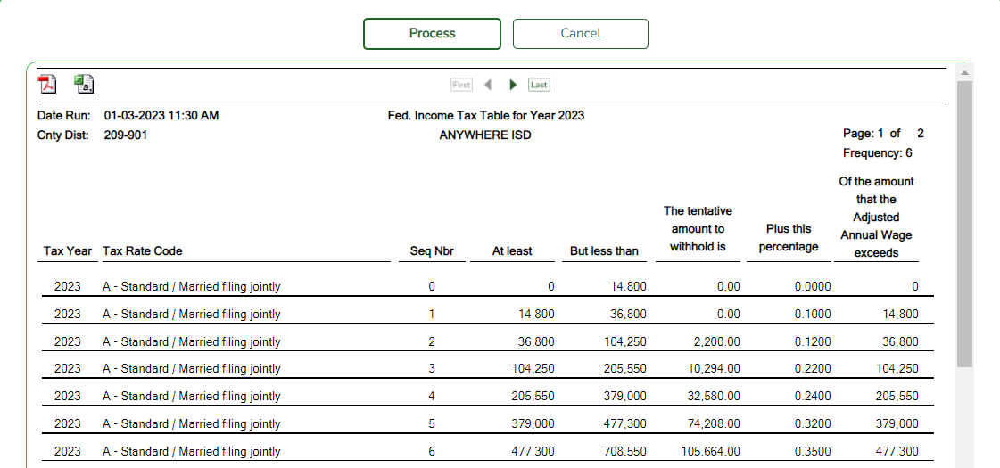 Process Cancel
First Last
Date Run: 01-03-2023 11:30 AM Fed. Income Tax Table for Year 2023
Cnty Dist: 209-901 ANYWHERE ISD
Page: 1 of 2
Frequency: 6
Tax Year Tax Rate Code Seq Nbr At least But less than The tentative amount to withhold is Plus this percentage Of the amount that the Adjusted Annual Wage exceeds
2023 A - Standard / Married filing jointly 0 0 14,800 0.00 0.0000 0
2023 A - Standard / Married filing jointly 1 14,800 36,800 0.00 0.1000 14,800
2023 A - Standard / Married filing jointly 2 36,800 104,250 2,200.00 0.1200 36,800
2023 A - Standard / Married filing jointly 3 104,250 205,550 10,294.00 0.2200 104,250
2023 A - Standard / Married filing jointly 4 205,550 379,000 32,580.00 0.2400 205,550
2023 A - Standard / Married filing jointly 5 379,000 477,300 74,208.00 0.3200 379,000
2023 A - Standard / Married filing jointly 6 477,300 708,550 105,664.00 0.3500 477,300